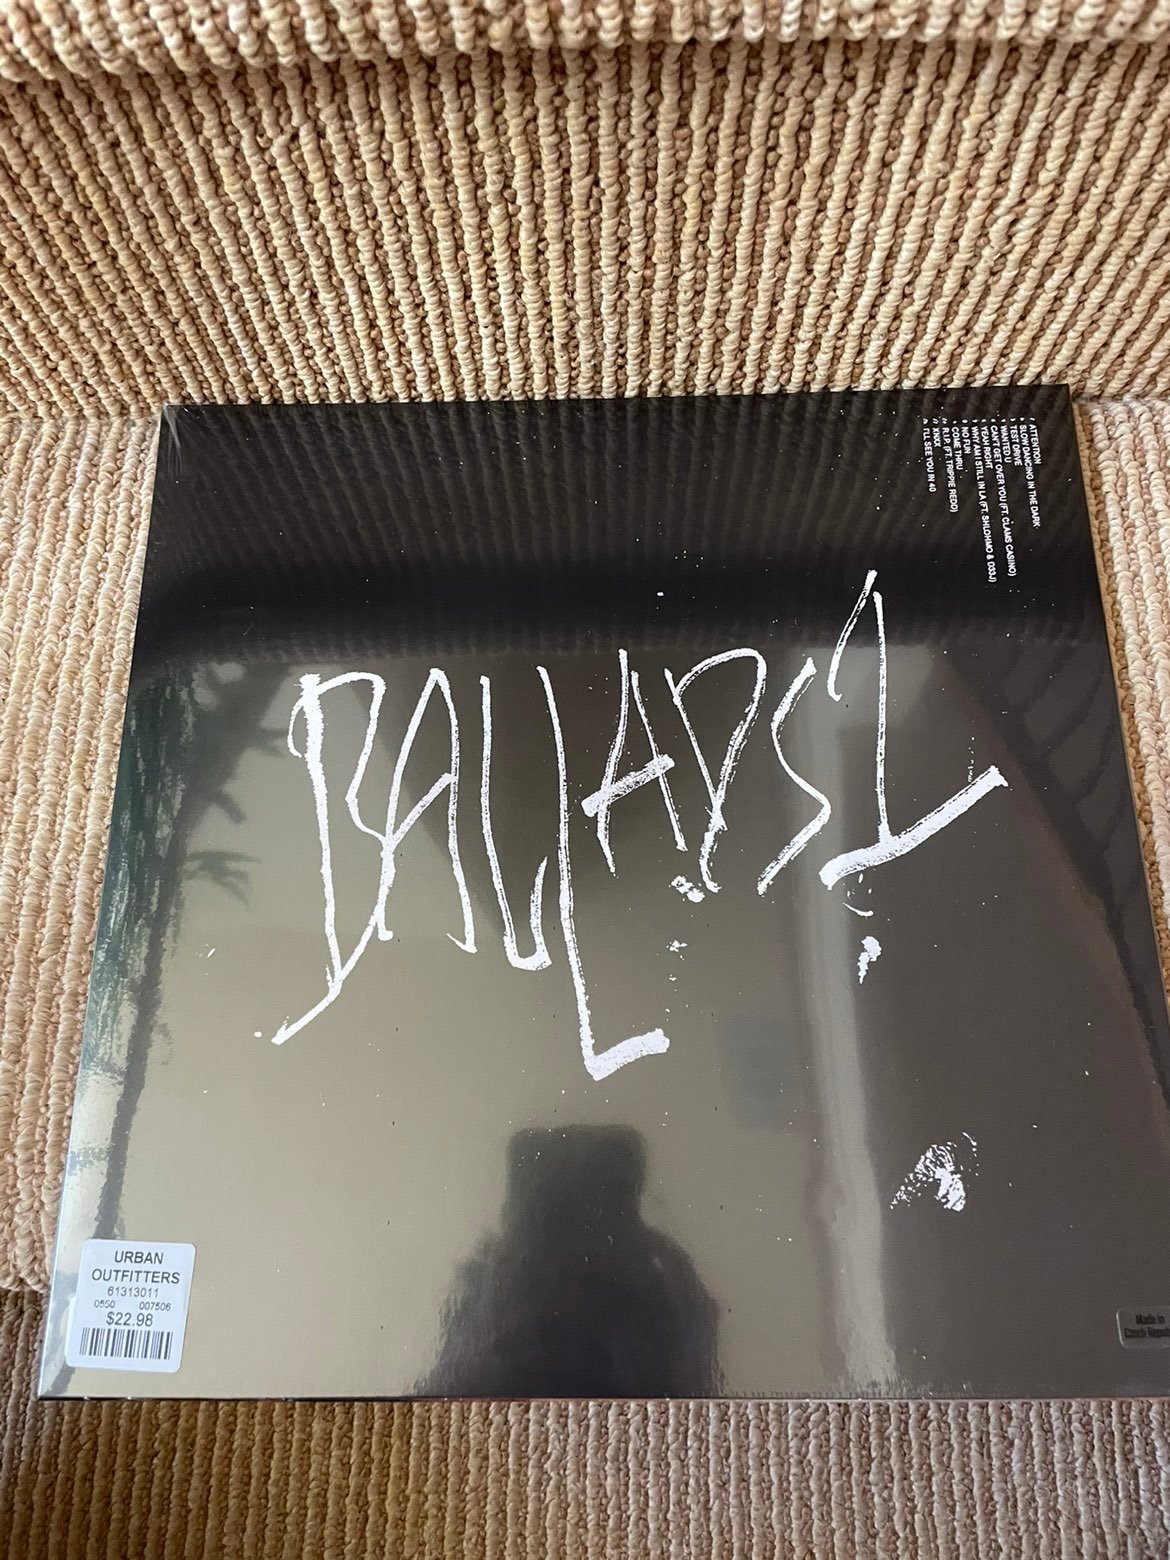 ATTENTION
SLOW DANCING IN THE DARK
TEST DRIVE
WANTED U
CAN'T GET OVER YOU (FT. CLAMS CASINO)
YEAH RIGHT
WHY AM I STILL IN LA (FT. SHLOHMO & D33J)
NO FUN
COME THRU
R.I.P. (FT. TRIPPIE REDD)
XNXX
I'LL SEE YOU IN 40
BALLADS 1
URBAN
OUTFITTERS
61313011
0550 007506
$22.98
Made in
Czech